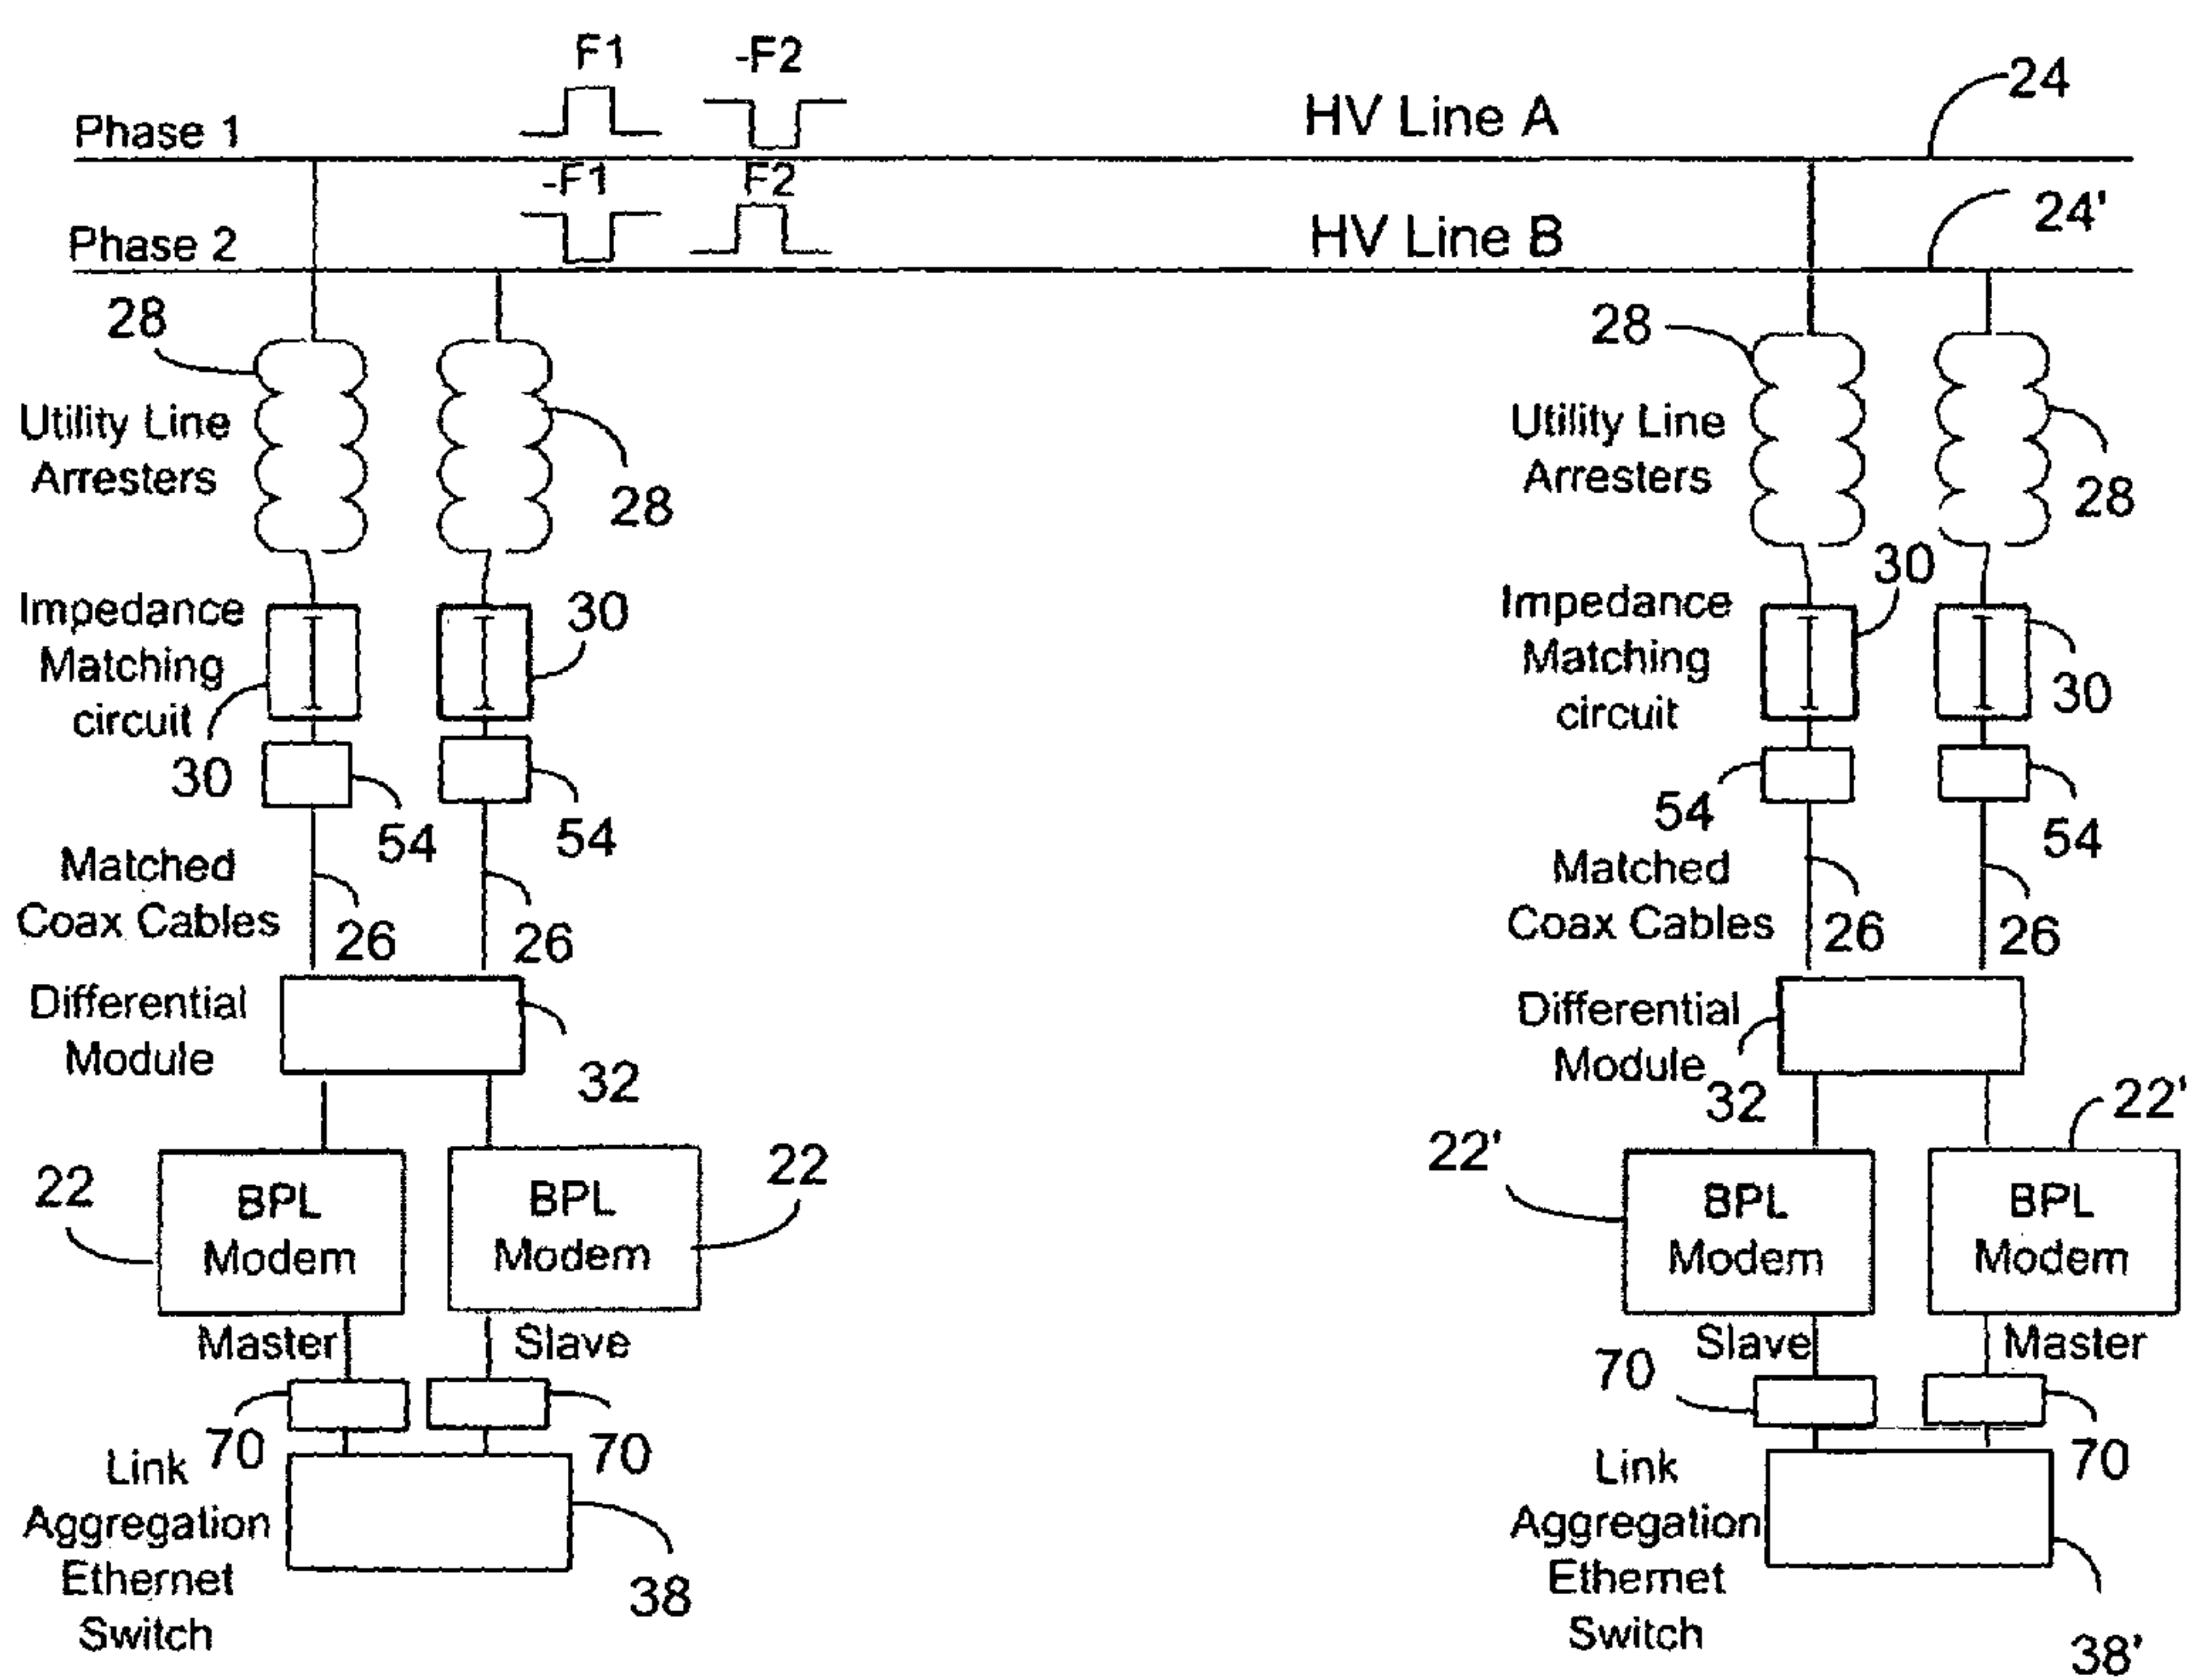 F1
-F2
Phase 1
HV Line A
24
-F1
F2
24'
Phase 2
HV Line B
28
Utility Line
Arresters
28
28
Utility Line
Arresters
28
Impedance
Matching
circuit
30
30
Impedance
Matching
circuit
30
30
54
54
54
54
Matched
Coax Cables
26
26
Matched
Coax Cables
26
26
Differential
Module
32
Differential
Module
32
22
BPL
Modem
BPL
Modem
22
22'
BPL
Modem
BPL
Modem
22'
Master
Slave
Slave
Master
70
70
70
70
Link
Aggregation
Ethernet
Switch
38
Link
Aggregation
Ethernet
Switch
38'